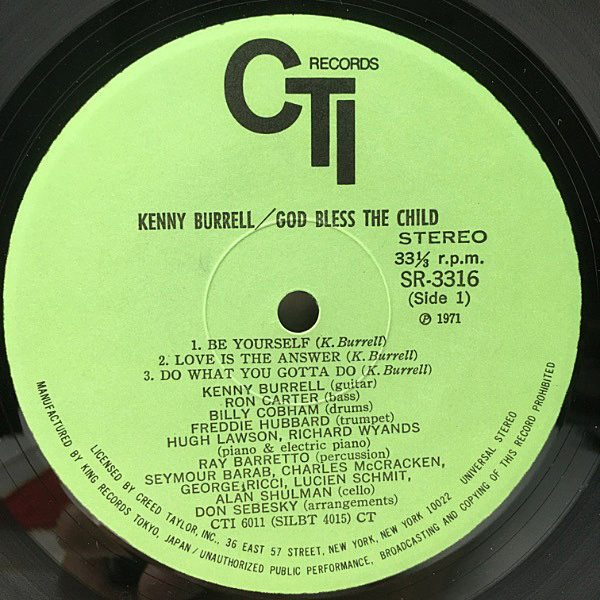 CTI RECORDS
KENNY BURRELL/GOD BLESS THE CHILD
STEREO
33⅓ r.p.m.
SR-3316
(Side 1)
℗ 1971
1. BE YOURSELF (K. Burrell)
2. LOVE IS THE ANSWER (K. Burrell)
3. DO WHAT YOU GOTTA DO (K. Burrell)
KENNY BURRELL (guitar)
RON CARTER (bass)
BILLY COBHAM (drums)
FREDDIE HUBBARD (trumpet)
HUGH LAWSON, RICHARD WYANDS
(piano & electric piano)
RAY BARRETTO (percussion)
SEYMOUR BARAB, CHARLES McCRACKEN,
GEORGE RICCI, LUCIEN SCHMIT,
ALAN SHULMAN (cello)
DON SEBESKY (arrangements)
CTI 6011 (SILBT 4015) CT
LICENSED BY CREED TAYLOR, INC., 36 EAST 57 STREET, NEW YORK, NEW YORK 10022 UNIVERSAL STEREO
MANUFACTURED BY KING RECORDS TOKYO, JAPAN/UNAUTHORIZED PUBLIC PERFORMANCE, BROADCASTING AND COPYING OF THIS RECORD PROHIBITED